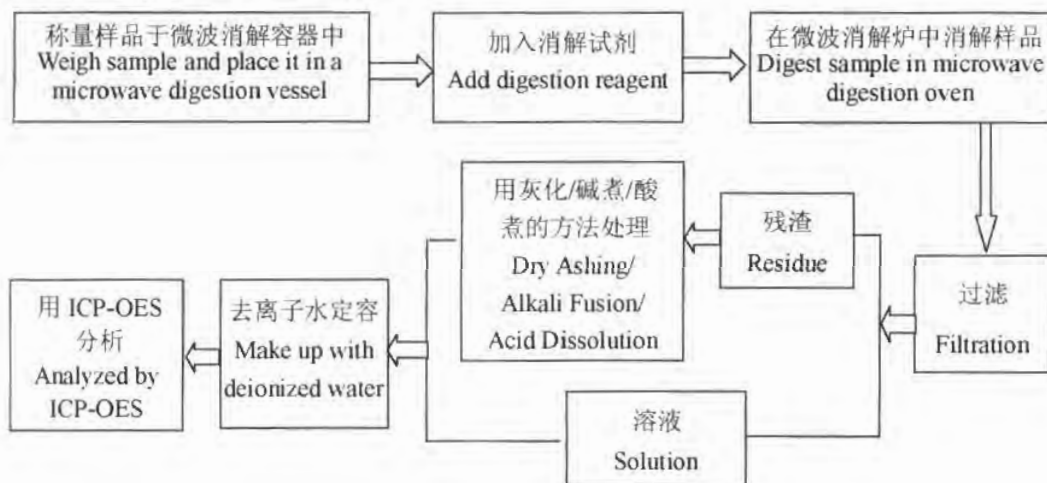 称量样品于微波消解容器中
Weigh sample and place it in a
microwave digestion vessel
加入消解试剂
Add digestion reagent
在微波消解炉中消解样品
Digest sample in microwave
digestion oven
过滤
Filtration
残渣
Residue
用灰化/碱煮/酸
煮的方法处理
Dry Ashing/
Alkali Fusion/
Acid Dissolution
溶液
Solution
去离子水定容
Make up with
deionized water
用 ICP-OES
分析
Analyzed by
ICP-OES